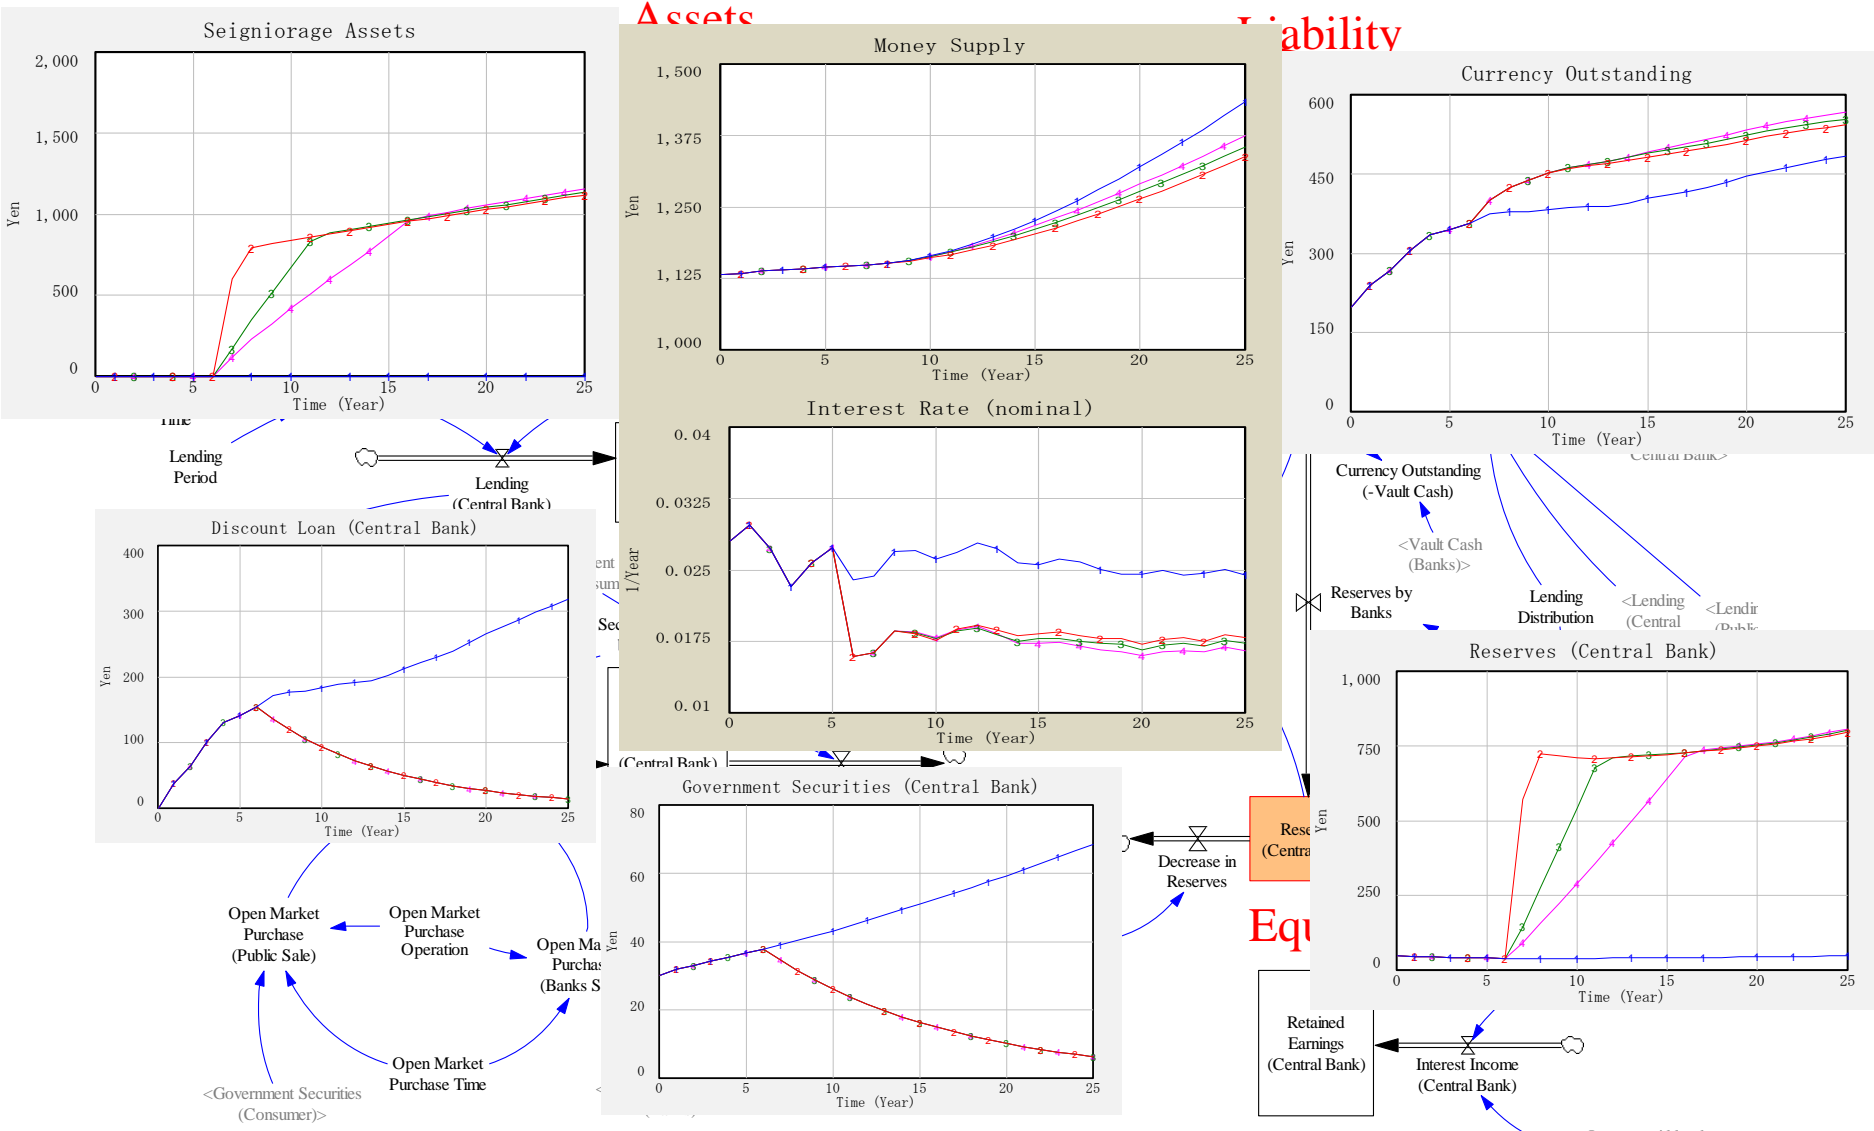 Assets
Liability
Seigniorage Assets
2,000
1,500
1,000
500
0
Yen
0 5 10 15 20 25
Time (Year)
Money Supply
1,500
1,375
1,250
1,125
1,000
Yen
0 5 10 15 20 25
Time (Year)
Currency Outstanding
600
450
300
150
0
Yen
0 5 10 15 20 25
Time (Year)
Interest Rate (nominal)
0.04
0.0325
0.025
0.0175
0.01
1/Year
0 5 10 15 20 25
Time (Year)
Time
Lending
Period
Lending
(Central Bank)
Central Bank>
Currency Outstanding
(-Vault Cash)
<Vault Cash
(Banks)>
Reserves by
Banks
Lending
Distribution
<Lending
(Central
Discount Loan (Central Bank)
400
300
200
100
0
Yen
0 5 10 15 20 25
Time (Year)
Reserves (Central Bank)
1,000
750
500
250
0
Yen
0 5 10 15 20 25
Time (Year)
(Central Bank)
Government Securities (Central Bank)
80
60
40
20
0
Yen
0 5 10 15 20 25
Time (Year)
Decrease in
Reserves
Open Market
Purchase
(Public Sale)
Open Market
Purchase
Operation
Open Market
Purchase Time
<Government Securities
(Consumer)>
Retained
Earnings
(Central Bank)
Interest Income
(Central Bank)